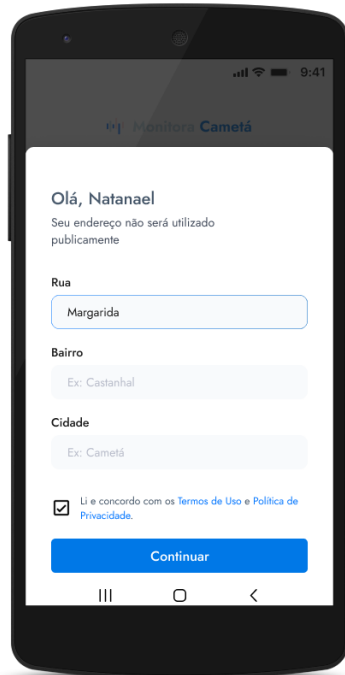 9:41
Monitora Cametá
Olá, Natanael
Seu endereço não será utilizado
publicamente
Rua
Margarida
Bairro
Ex: Castanhal
Cidade
Ex: Cametá
Li e concordo com os Termos de Uso e Política de
Privacidade.
Continuar